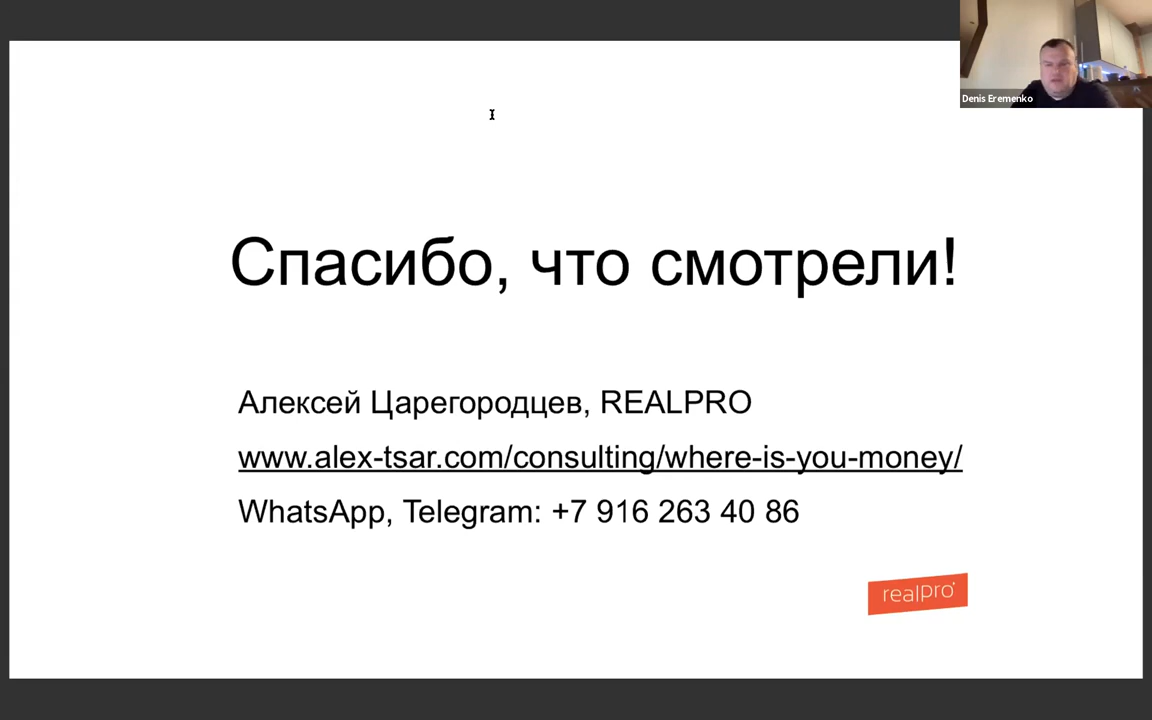 Denis Eremenko
Спасибо, что смотрели!
Алексей Царегородцев, REALPRO
www.alex-tsar.com/consulting/where-is-you-money/
WhatsApp, Telegram: +7 916 263 40 86
realpro